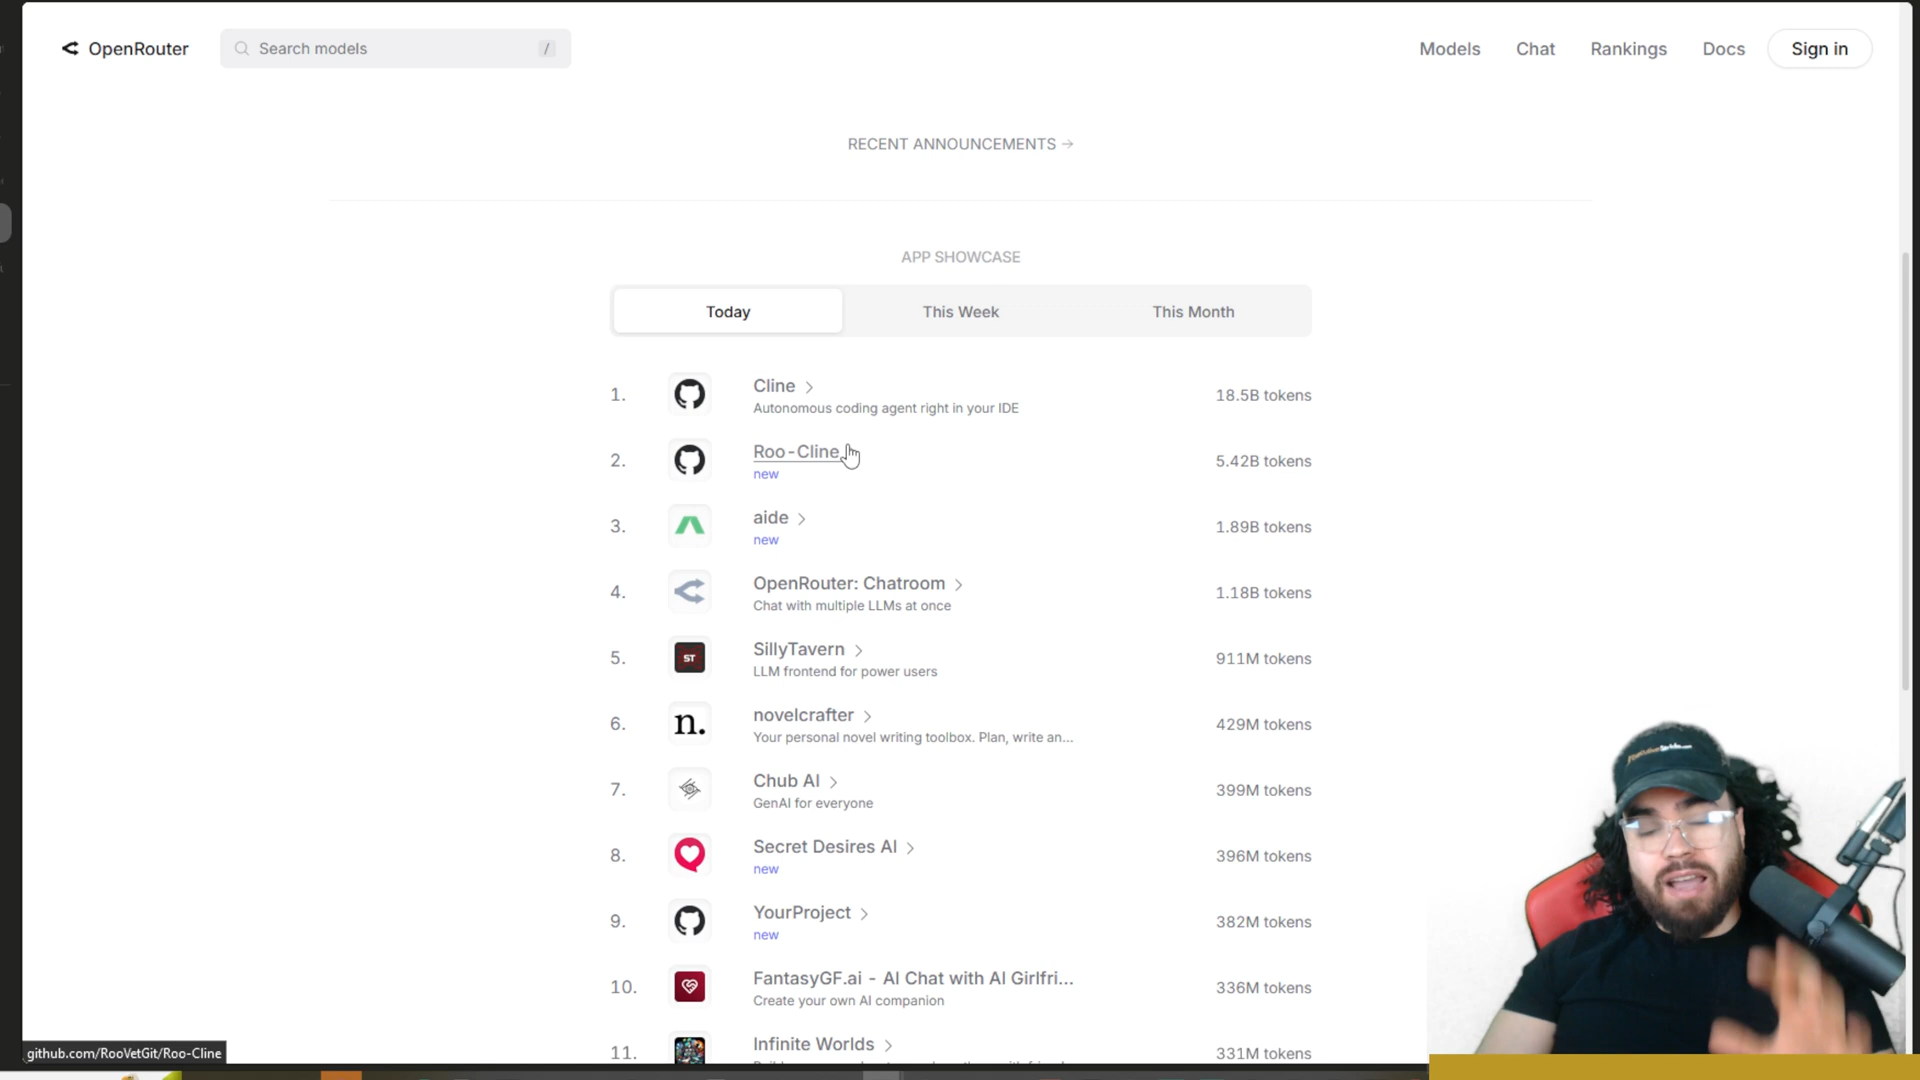 OpenRouter
Search models
/
Models
Chat
Rankings
Docs
Sign in
RECENT ANNOUNCEMENTS →
APP SHOWCASE
Today
This Week
This Month
1.
Cline
Autonomous coding agent right in your IDE
18.5B tokens
2.
Roo-Cline
new
5.42B tokens
3.
aide
new
1.89B tokens
4.
OpenRouter: Chatroom
Chat with multiple LLMs at once
1.18B tokens
5.
ST
SillyTavern
LLM frontend for power users
911M tokens
6.
n.
novelcrafter
Your personal novel writing toolbox. Plan, write an...
429M tokens
7.
Chub AI
GenAI for everyone
399M tokens
8.
Secret Desires AI
new
396M tokens
9.
YourProject
new
382M tokens
10.
FantasyGF.ai - AI Chat with AI Girlfri...
Create your own AI companion
336M tokens
11.
Infinite Worlds
331M tokens
github.com/RooVetGit/Roo-Cline